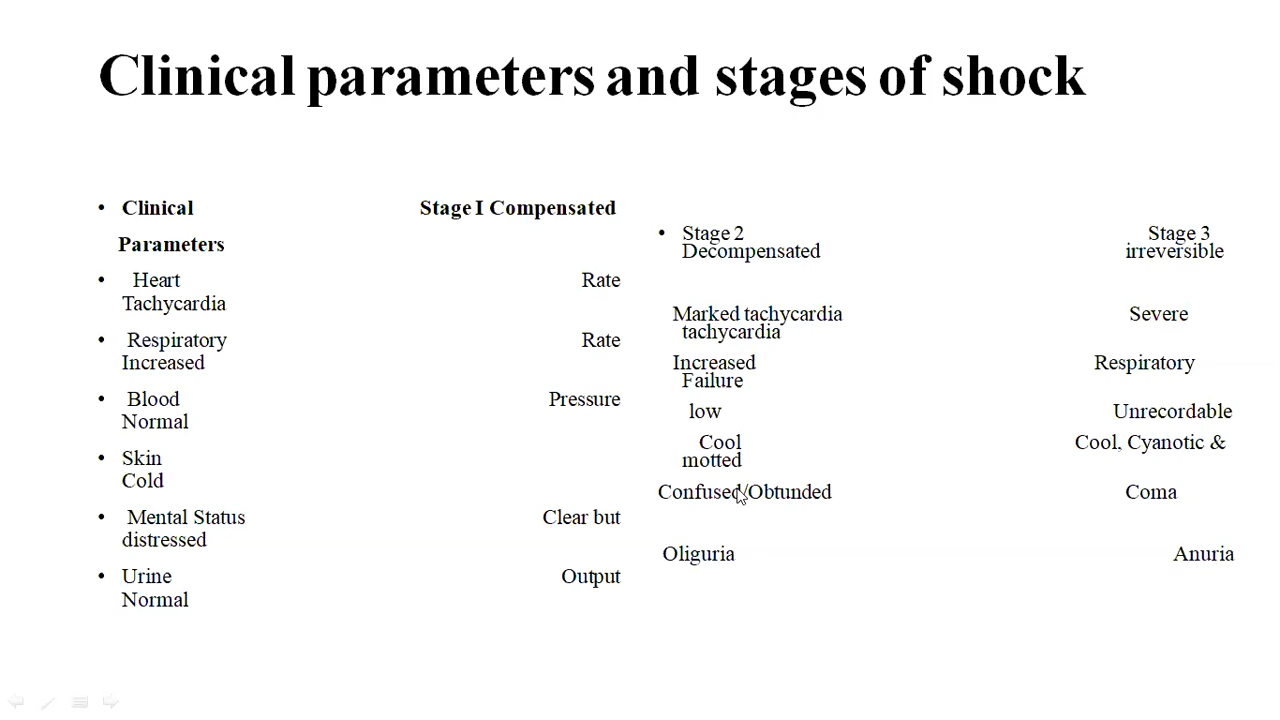 Clinical parameters and stages of shock
• Clinical Stage I Compensated
Parameters
• Heart Rate
Tachycardia
• Respiratory Rate
Increased
• Blood Pressure
Normal
• Skin
Cold
• Mental Status Clear but
distressed
• Urine Output
Normal
• Stage 2 Stage 3
Decompensated irreversible
Marked tachycardia Severe
tachycardia
Increased Respiratory
Failure
low Unrecordable
Cool Cool, Cyanotic &
motted
Confused/Obtunded Coma
Oliguria Anuria